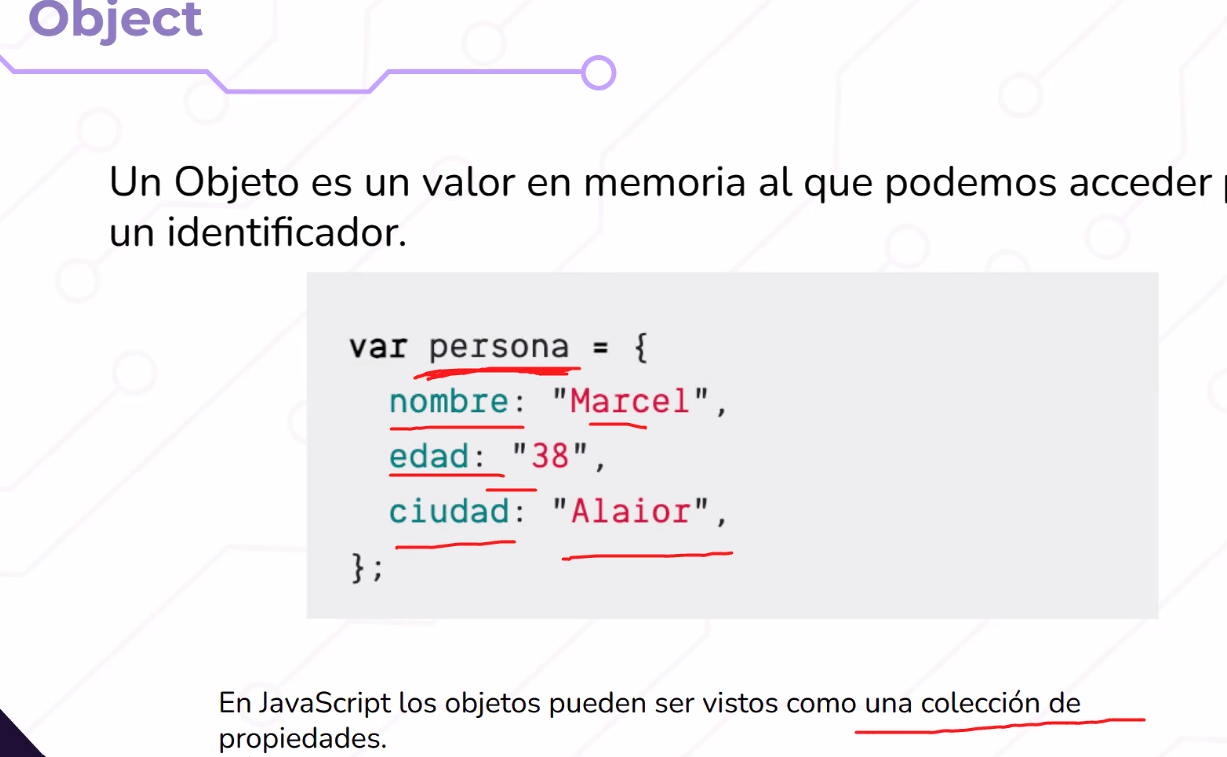 Object
Un Objeto es un valor en memoria al que podemos acceder
un identificador.
var persona = {
nombre: "Marcel",
edad: "38",
ciudad: "Alaior",
};
En JavaScript los objetos pueden ser vistos como una colección de
propiedades.